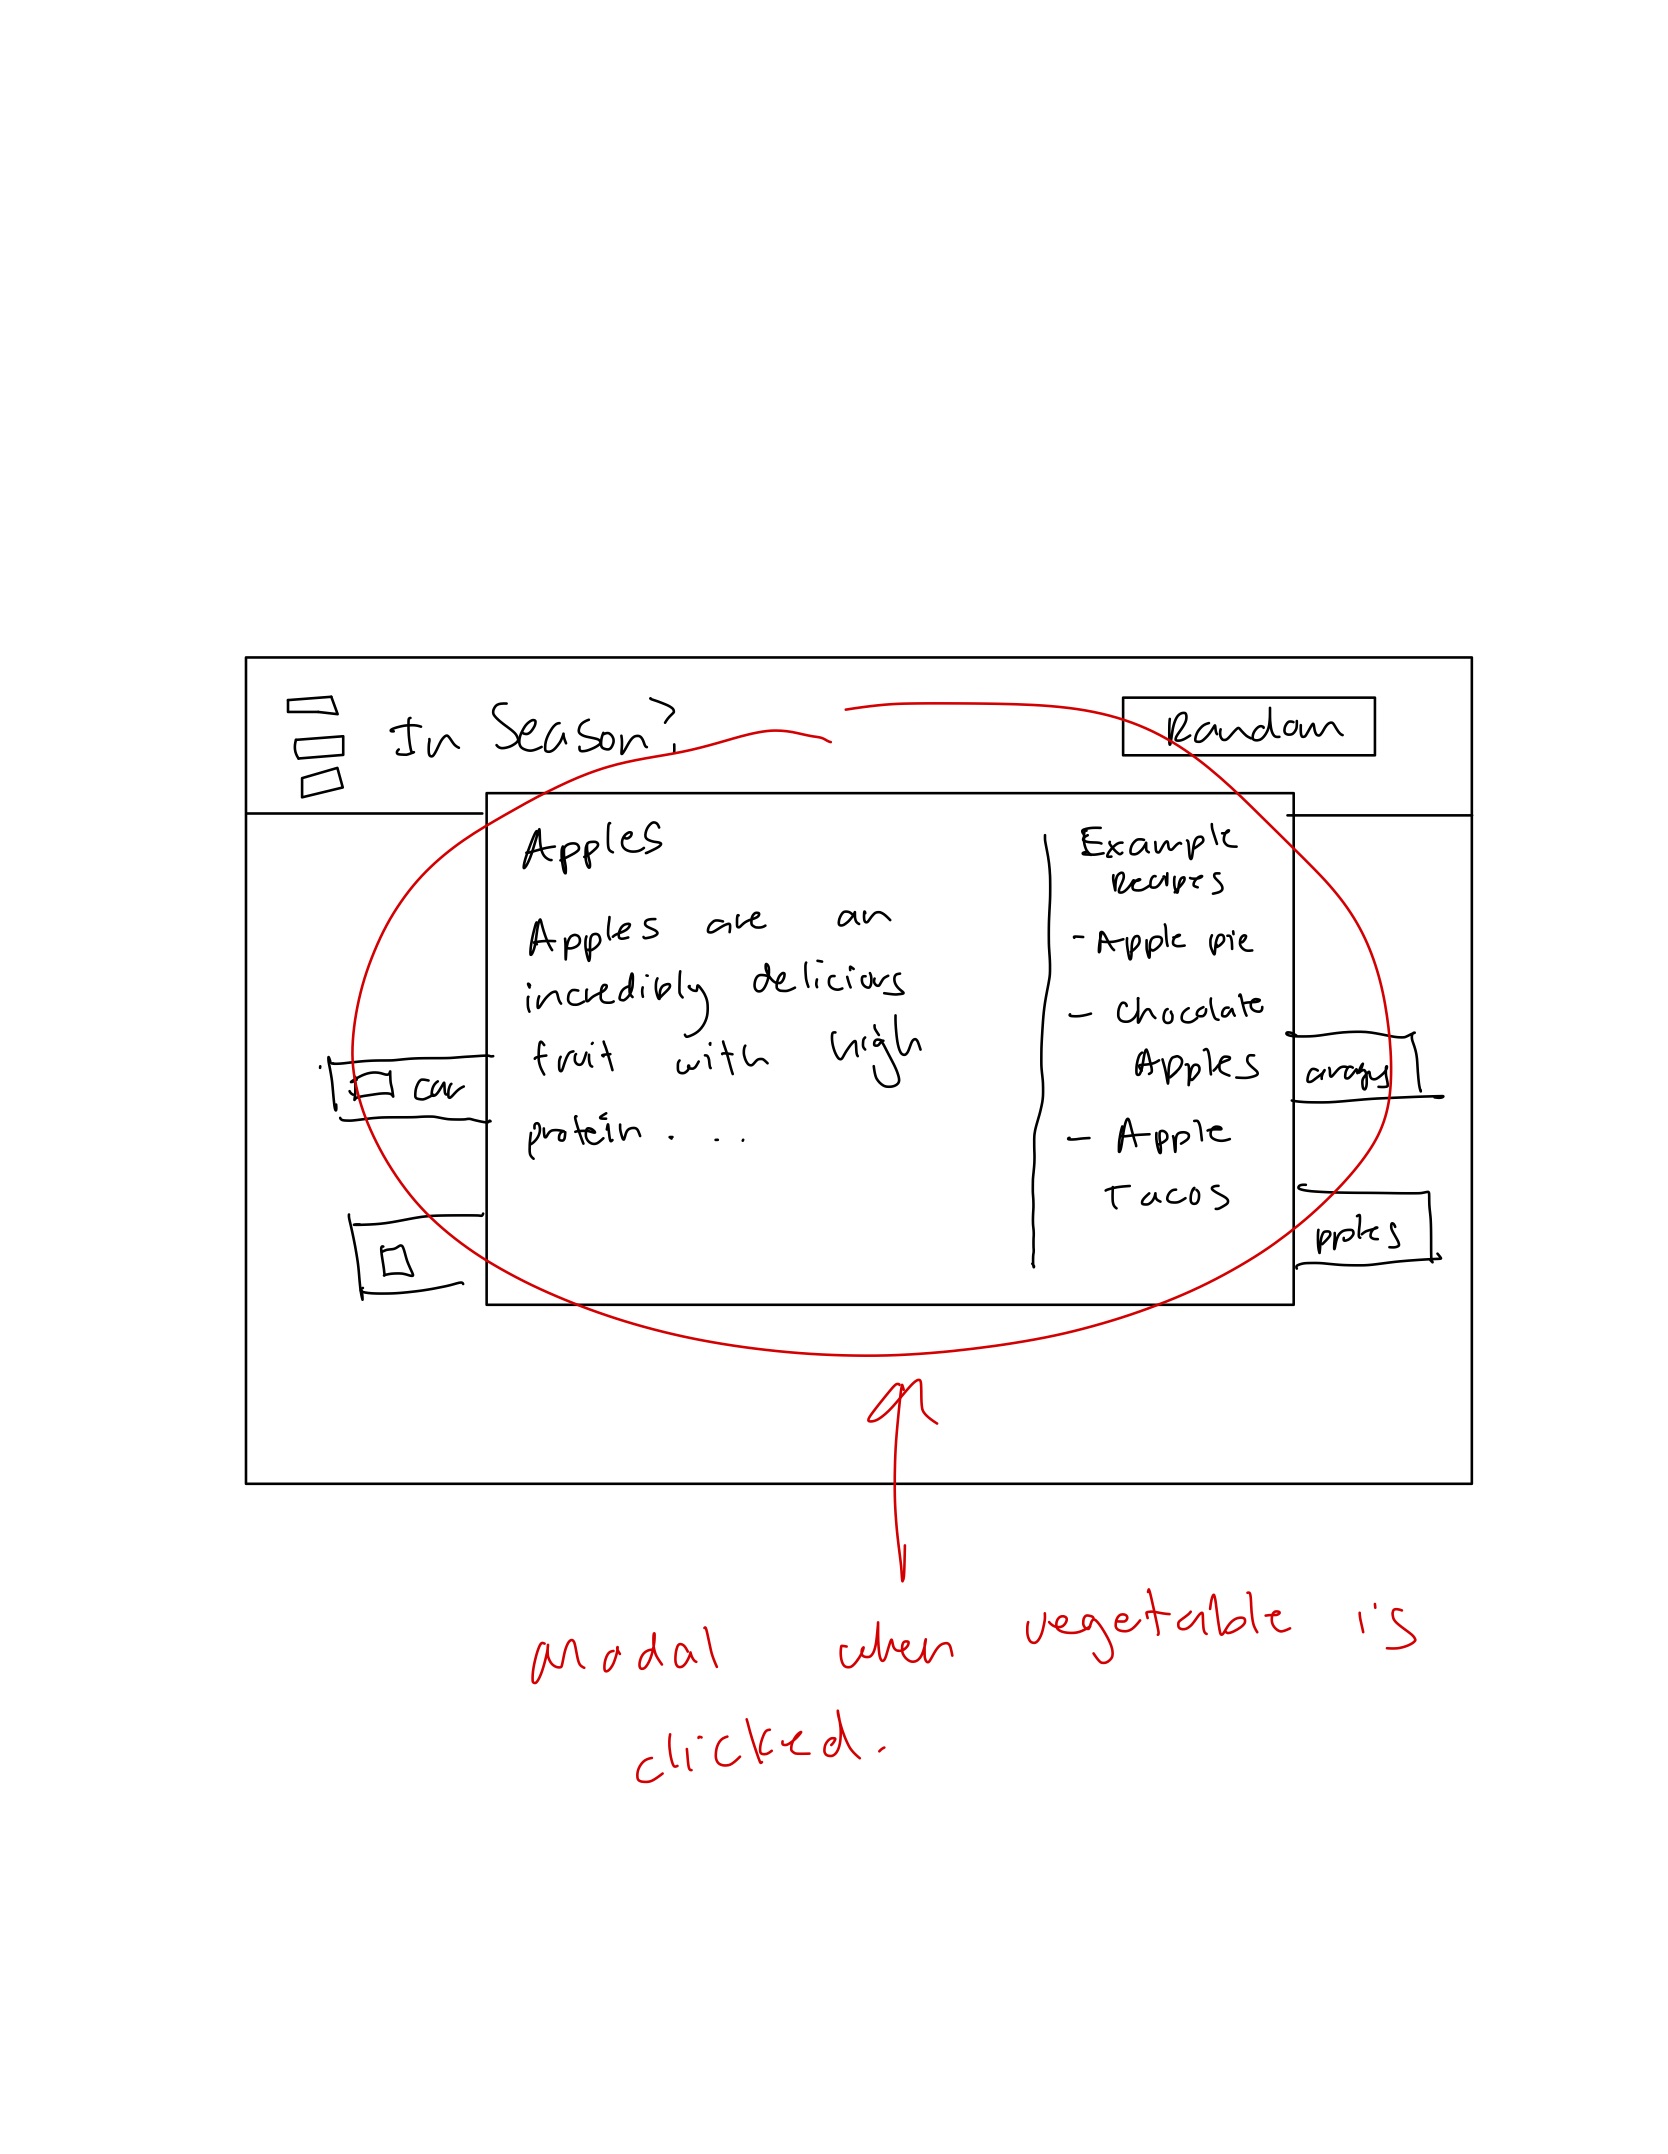 In Season?
Random
Apples
Apples are an
incredibly delicious
fruit with high
protein. . .
Example
Recipes
- Apple pie
- Chocolate
Apples
- Apple
Tacos
car
pples
modal when vegetable is
clicked.